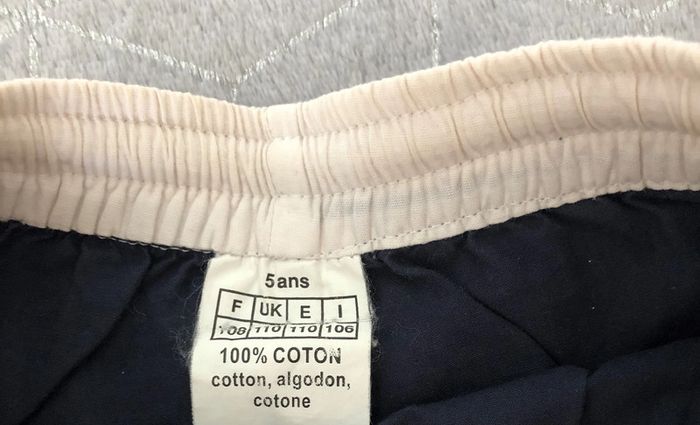 5ans
F UK E I
108 110 110 106
100% COTON
cotton, algodon,
cotone